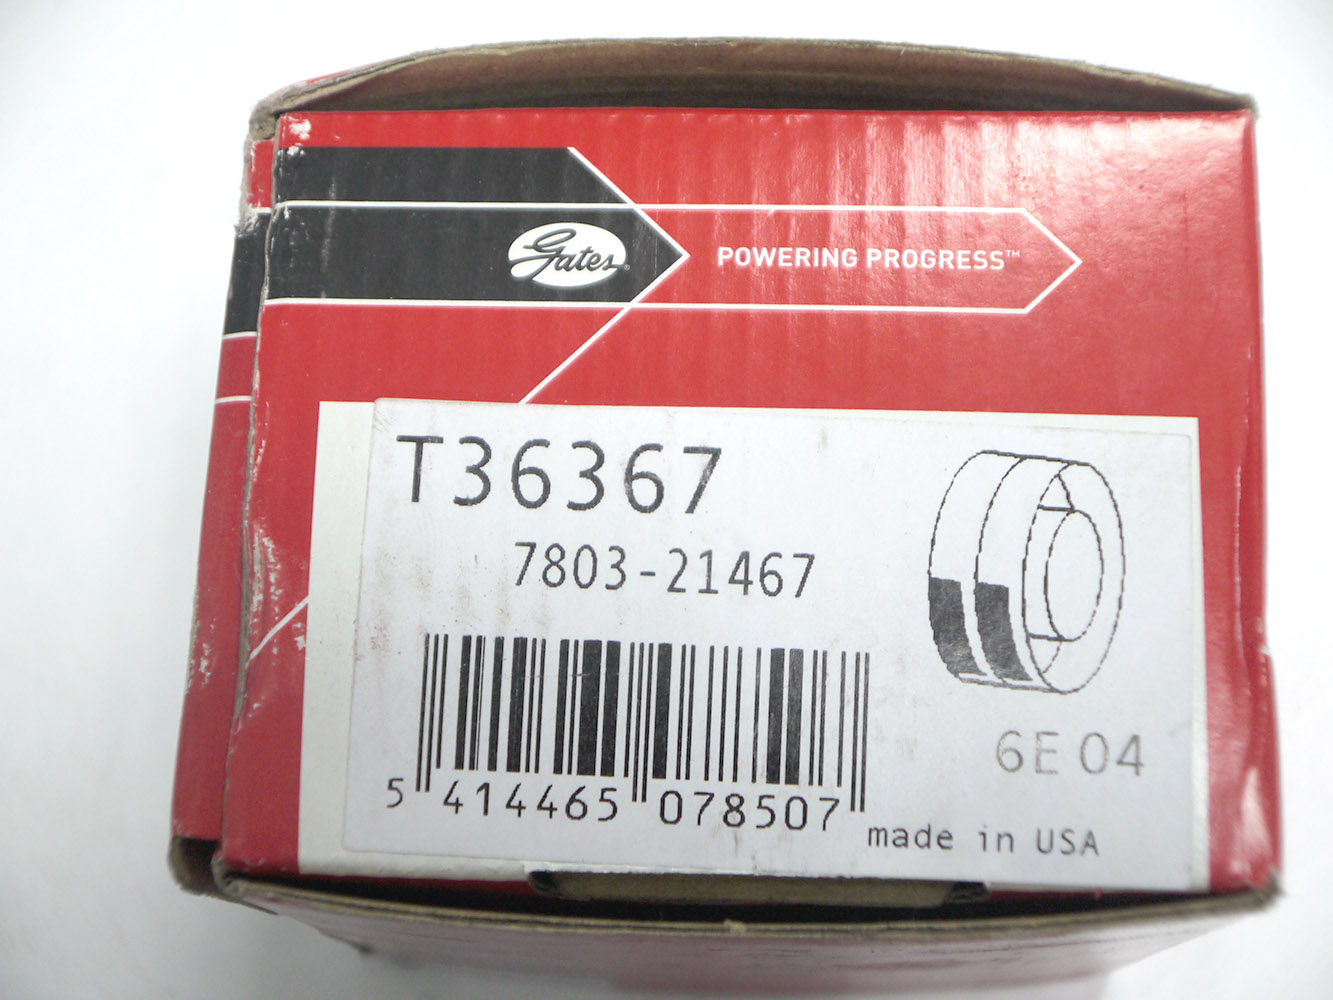 Gates®
POWERING PROGRESS™
T36367
7803-21467
5 414465 078507
6E 04
made in USA